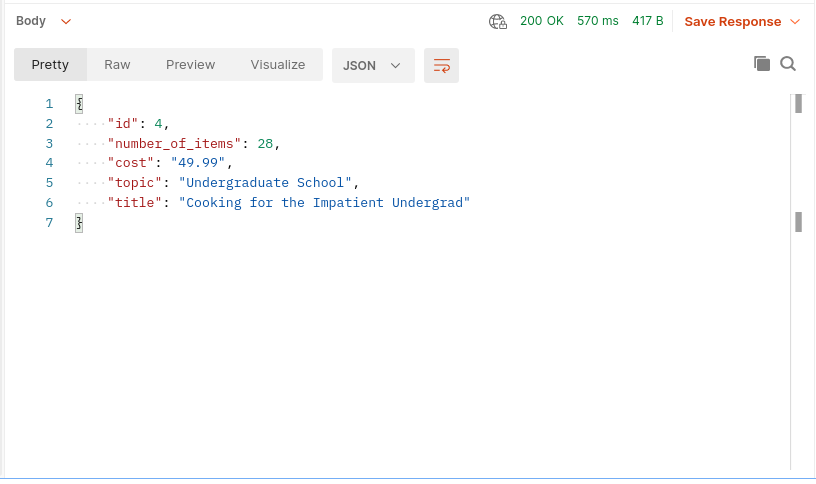 Body 200 OK 570 ms 417 B Save Response
Pretty Raw Preview Visualize JSON
1 {
2 ····"id": 4,
3 ····"number_of_items": 28,
4 ····"cost": "49.99",
5 ····"topic": "Undergraduate School",
6 ····"title": "Cooking for the Impatient Undergrad"
7 }